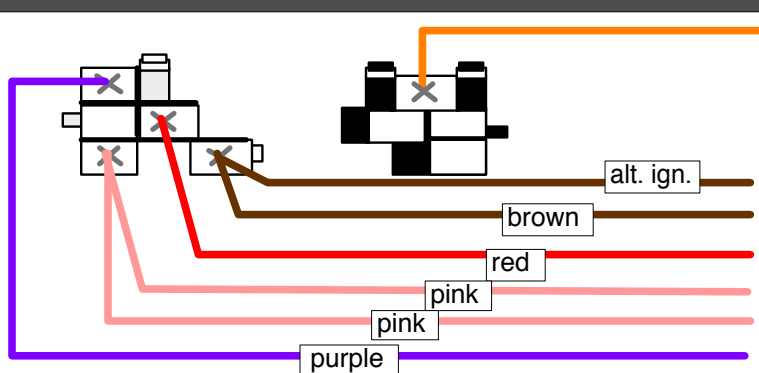 alt. ign.
brown
red
pink
pink
purple